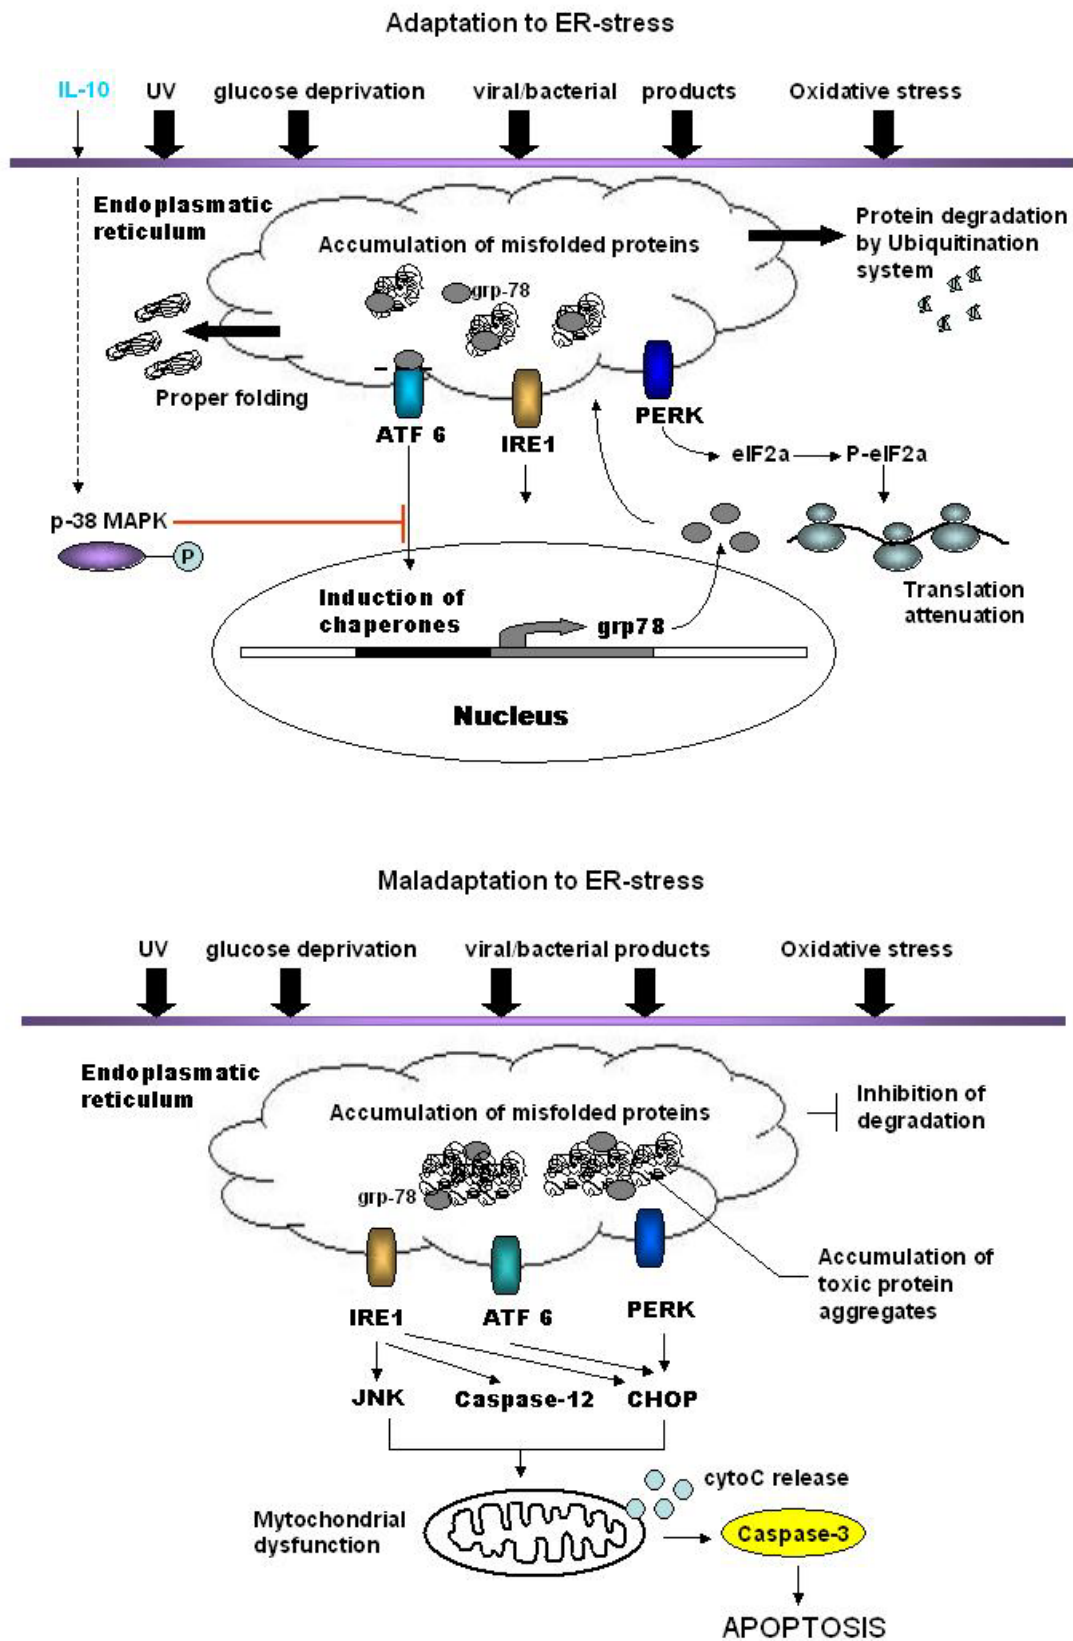 Adaptation to ER-stress
IL-10 UV glucose deprivation viral/bacterial products Oxidative stress
Endoplasmatic
reticulum
Accumulation of misfolded proteins
Protein degradation
by Ubiquitination
system
grp-78
Proper folding
ATF 6
IRE1
PERK
eIF2a
P-eIF2a
p-38 MAPK
P
Translation
attenuation
Induction of
chaperones
grp78
Nucleus
Maladaptation to ER-stress
UV glucose deprivation viral/bacterial products Oxidative stress
Endoplasmatic
reticulum
Accumulation of misfolded proteins
Inhibition of
degradation
grp-78
Accumulation of
toxic protein
aggregates
IRE1
ATF 6
PERK
JNK
Caspase-12
CHOP
cytoC release
Mytochondrial
dysfunction
Caspase-3
APOPTOSIS